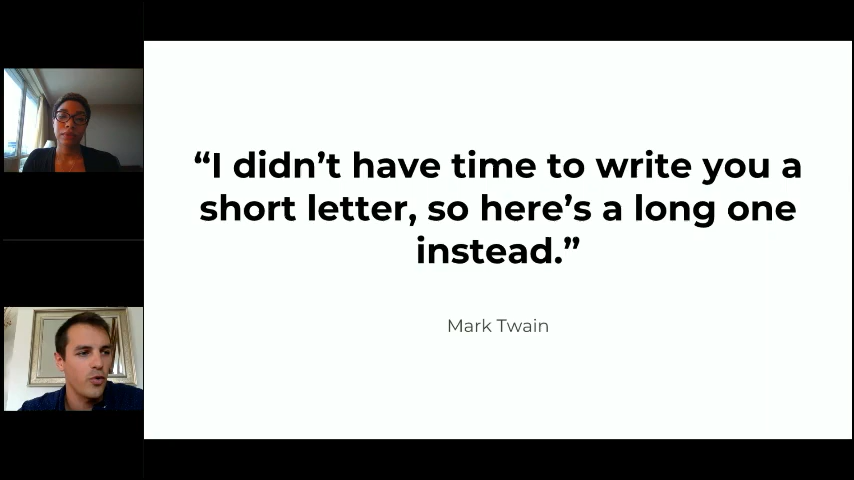 “I didn’t have time to write you a
short letter, so here’s a long one
instead.”
Mark Twain